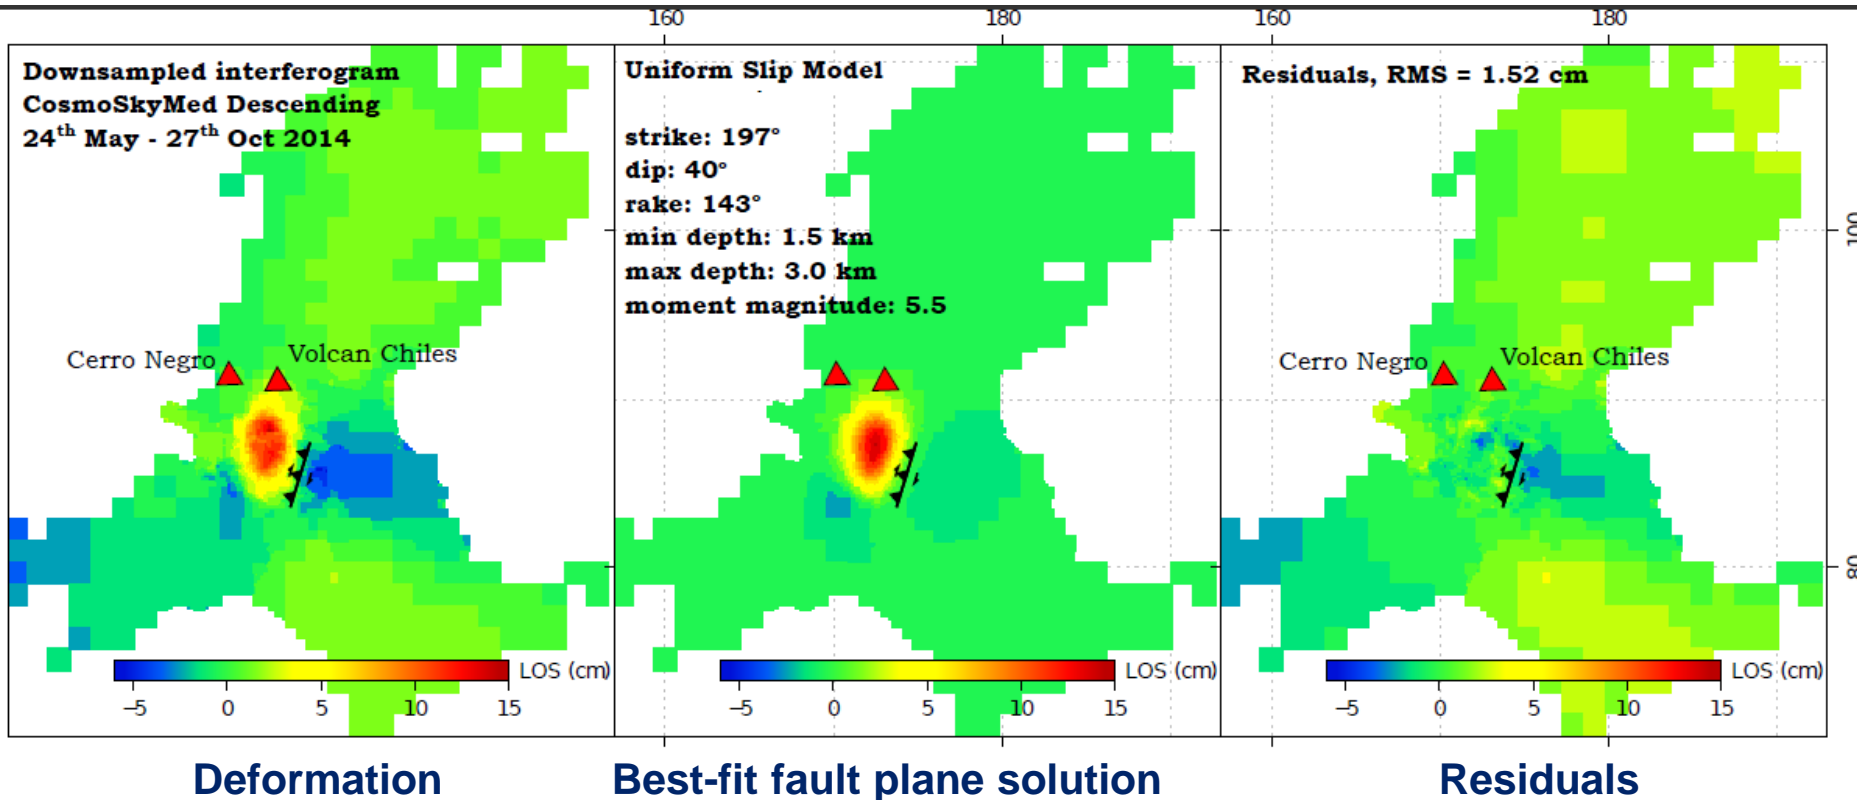 160 180 160 180
Downsampled interferogram
CosmoSkyMed Descending
24th May - 27th Oct 2014
Uniform Slip Model
strike: 197°
dip: 40°
rake: 143°
min depth: 1.5 km
max depth: 3.0 km
moment magnitude: 5.5
Residuals, RMS = 1.52 cm
Cerro Negro Volcan Chiles
Cerro Negro Volcan Chiles
80
LOS (cm)
−5 0 5 10 15
LOS (cm)
−5 0 5 10 15
LOS (cm)
−5 0 5 10 15
Deformation
Best-fit fault plane solution
Residuals